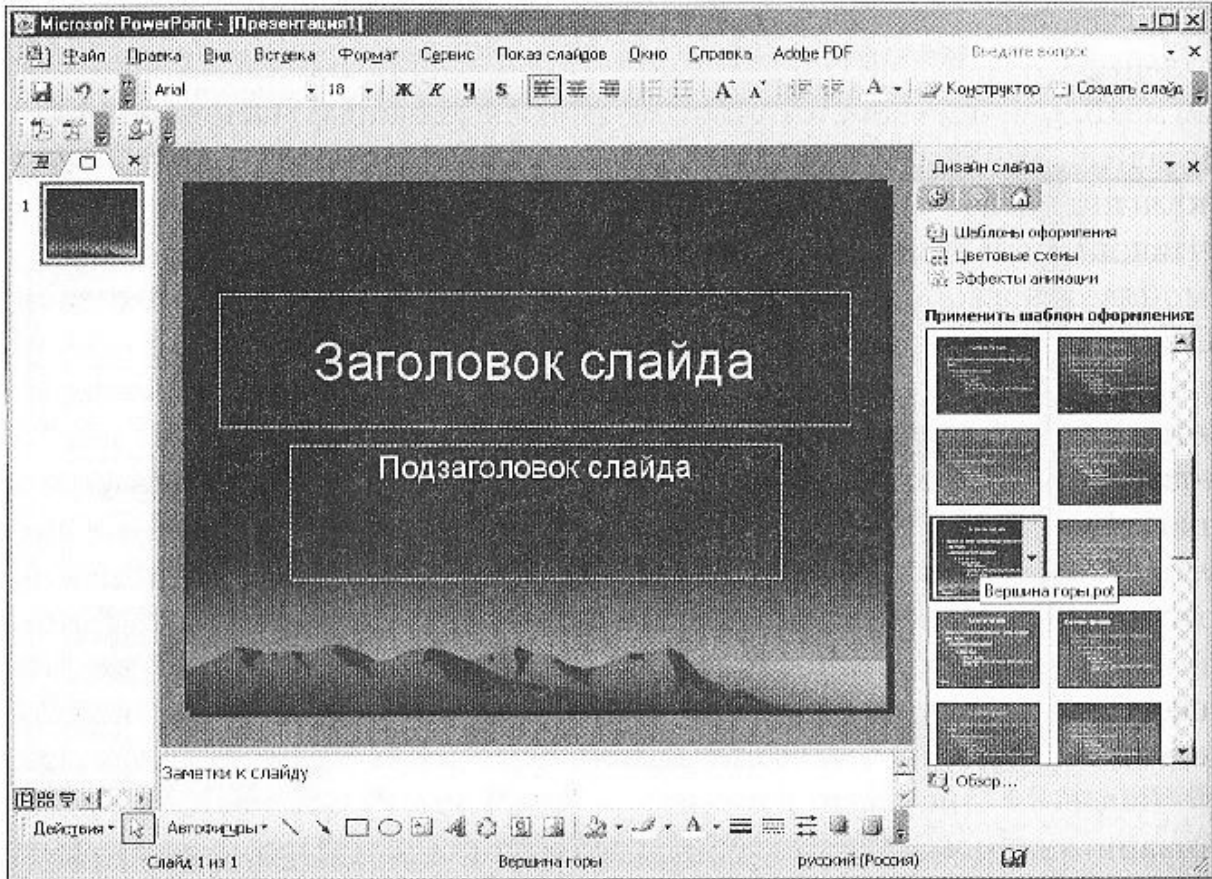 Microsoft PowerPoint - [Презентация1]
Файл Правка Вид Вставка Формат Сервис Показ слайдов Окно Справка Adobe PDF Введите вопрос
Arial 18 Ж К Ч S А А А Конструктор Создать слайд
Дизайн слайда
1
Шаблоны оформления
Цветовые схемы
Эффекты анимации
Применить шаблон оформления:
Заголовок слайда
Подзаголовок слайда
Вершина горы.pot
Заметки к слайду
Обзор...
Действия Автофигуры А
Слайд 1 из 1 Вершина горы русский (Россия)